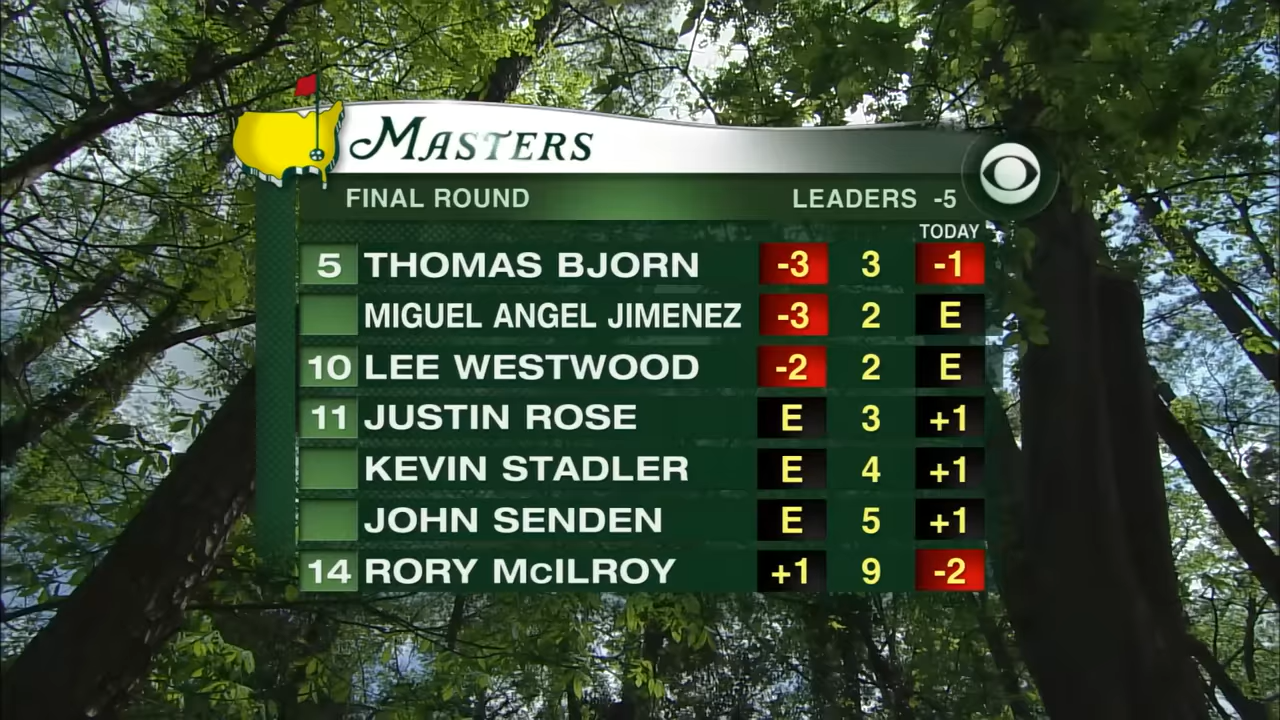 MASTERS
FINAL ROUND LEADERS -5
TODAY
5 THOMAS BJORN -3 3 -1
MIGUEL ANGEL JIMENEZ -3 2 E
10 LEE WESTWOOD -2 2 E
11 JUSTIN ROSE E 3 +1
KEVIN STADLER E 4 +1
JOHN SENDEN E 5 +1
14 RORY McILROY +1 9 -2